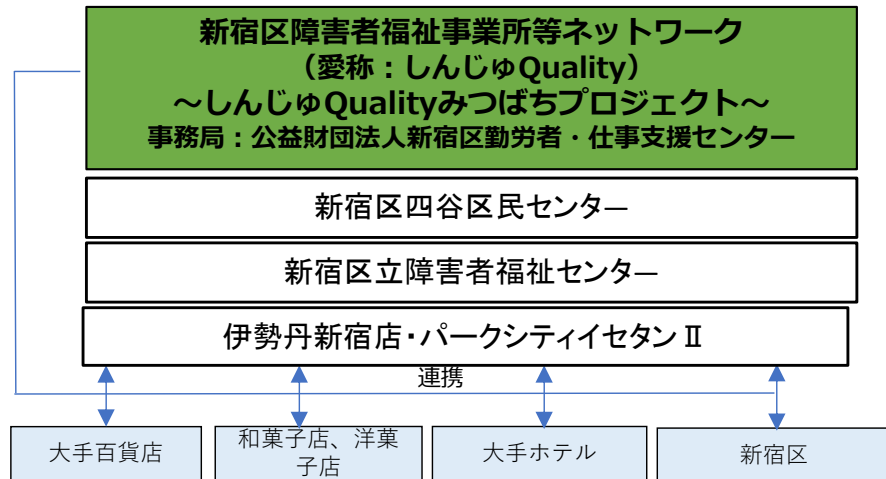 新宿区障害者福祉事業所等ネットワーク
（愛称：しんじゅQuality）
～しんじゅQualityみつばちプロジェクト～
事務局：公益財団法人新宿区勤労者・仕事支援センター
新宿区四谷区民センター
新宿区立障害者福祉センター
伊勢丹新宿店・パークシティイセタンⅡ
連携
大手百貨店
和菓子店、洋菓
子店
大手ホテル
新宿区